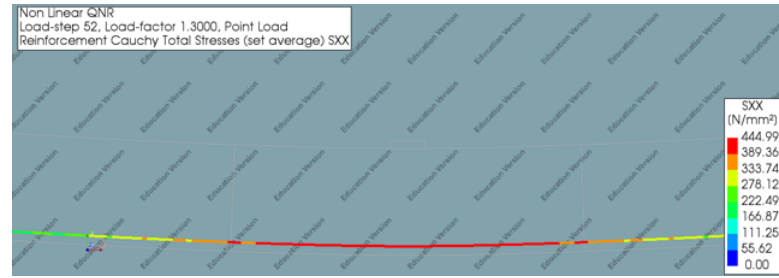 Non Linear QNR
Load-step 52, Load-factor 1.3000, Point Load
Reinforcement Cauchy Total Stresses (set average) SXX
Education Version
SXX
(N/mm²)
444.99
389.36
333.74
278.12
222.49
166.87
111.25
55.62
0.00